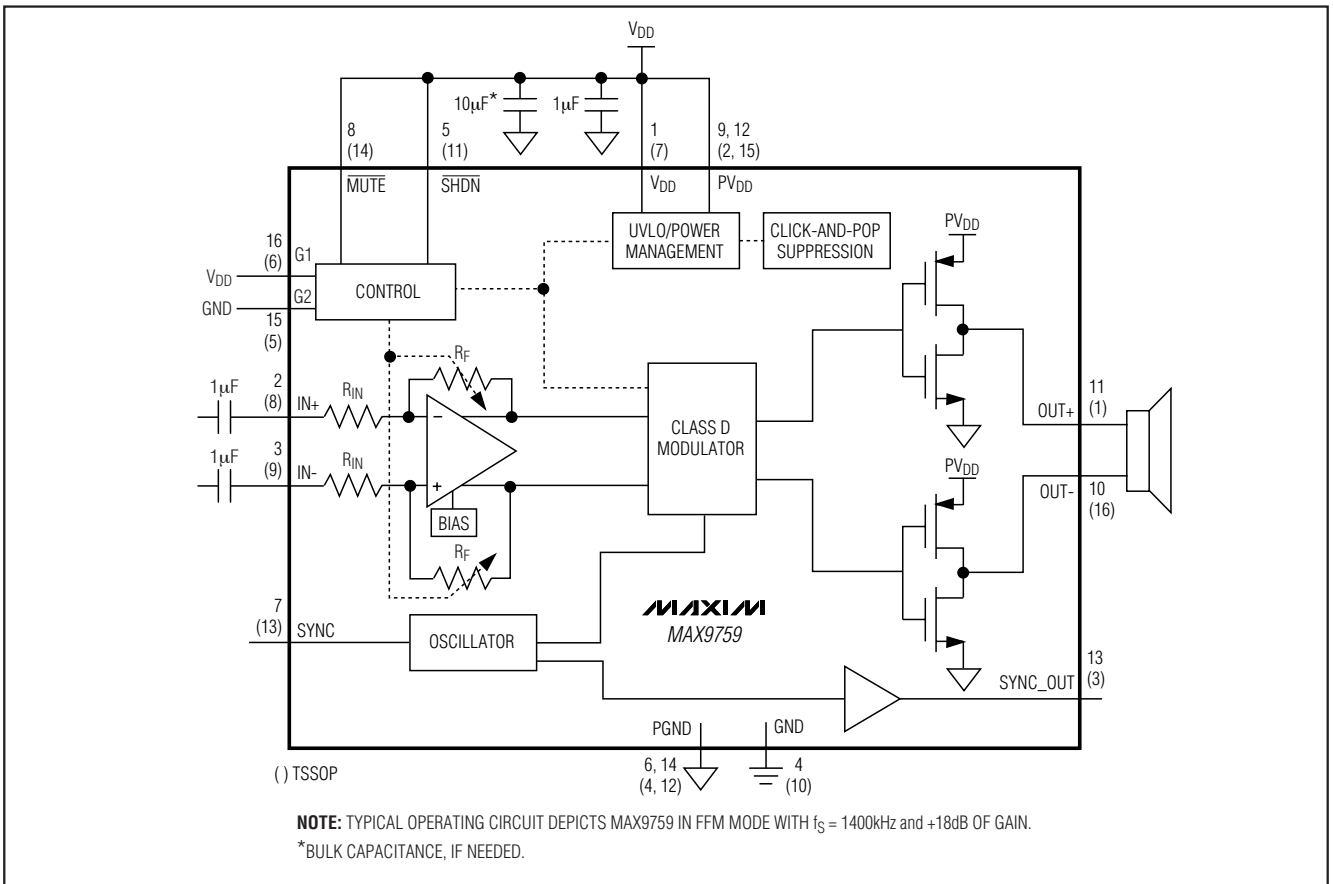 VDD
10µF*
1µF
8
(14)
5
(11)
1
(7)
9, 12
(2, 15)
MUTE
SHDN
VDD
PVDD
UVLO/POWER
MANAGEMENT
CLICK-AND-POP
SUPPRESSION
PVDD
16
(6)
G1
VDD
CONTROL
GND
G2
15
(5)
RF
1µF
2
(8)
IN+
RIN
−
CLASS D
MODULATOR
OUT+
11
(1)
1µF
3
(9)
IN-
RIN
+
BIAS
PVDD
OUT-
10
(16)
RF
7
(13)
SYNC
OSCILLATOR
MAXIM
MAX9759
SYNC_OUT
13
(3)
PGND
GND
6, 14
(4, 12)
4
(10)
( ) TSSOP
NOTE: TYPICAL OPERATING CIRCUIT DEPICTS MAX9759 IN FFM MODE WITH fS = 1400kHz and +18dB OF GAIN.
*BULK CAPACITANCE, IF NEEDED.